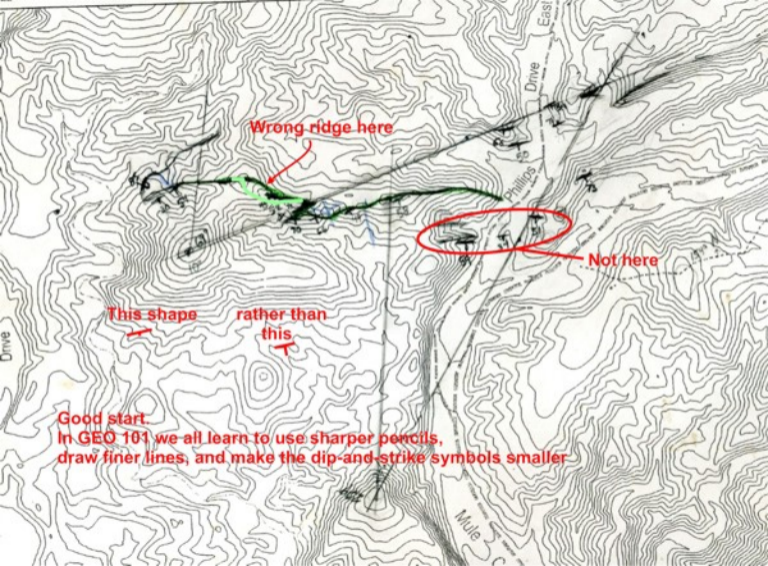 East
Drive
Wrong ridge here
Phillips
Not here
This shape
rather than
this
Drive
Good start.
In GEO 101 we all learn to use sharper pencils,
draw finer lines, and make the dip-and-strike symbols smaller
Mule